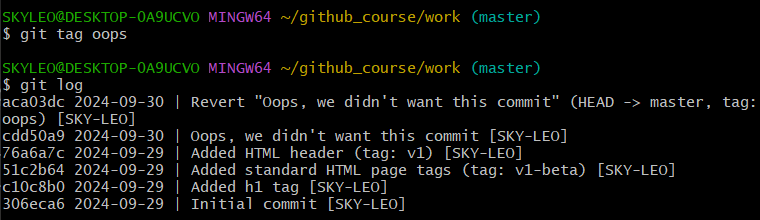 SKYLEO@DESKTOP-OA9UCVO MINGW64 ~/github_course/work (master)
$ git tag oops
SKYLEO@DESKTOP-OA9UCVO MINGW64 ~/github_course/work (master)
$ git log
aca03dc 2024-09-30 | Revert "Oops, we didn't want this commit" (HEAD -> master, tag:
oops) [SKY-LEO]
cdd50a9 2024-09-30 | Oops, we didn't want this commit [SKY-LEO]
76a6a7c 2024-09-29 | Added HTML header (tag: v1) [SKY-LEO]
51c2b64 2024-09-29 | Added standard HTML page tags (tag: v1-beta) [SKY-LEO]
c10c8b0 2024-09-29 | Added h1 tag [SKY-LEO]
306eca6 2024-09-29 | Initial commit [SKY-LEO]